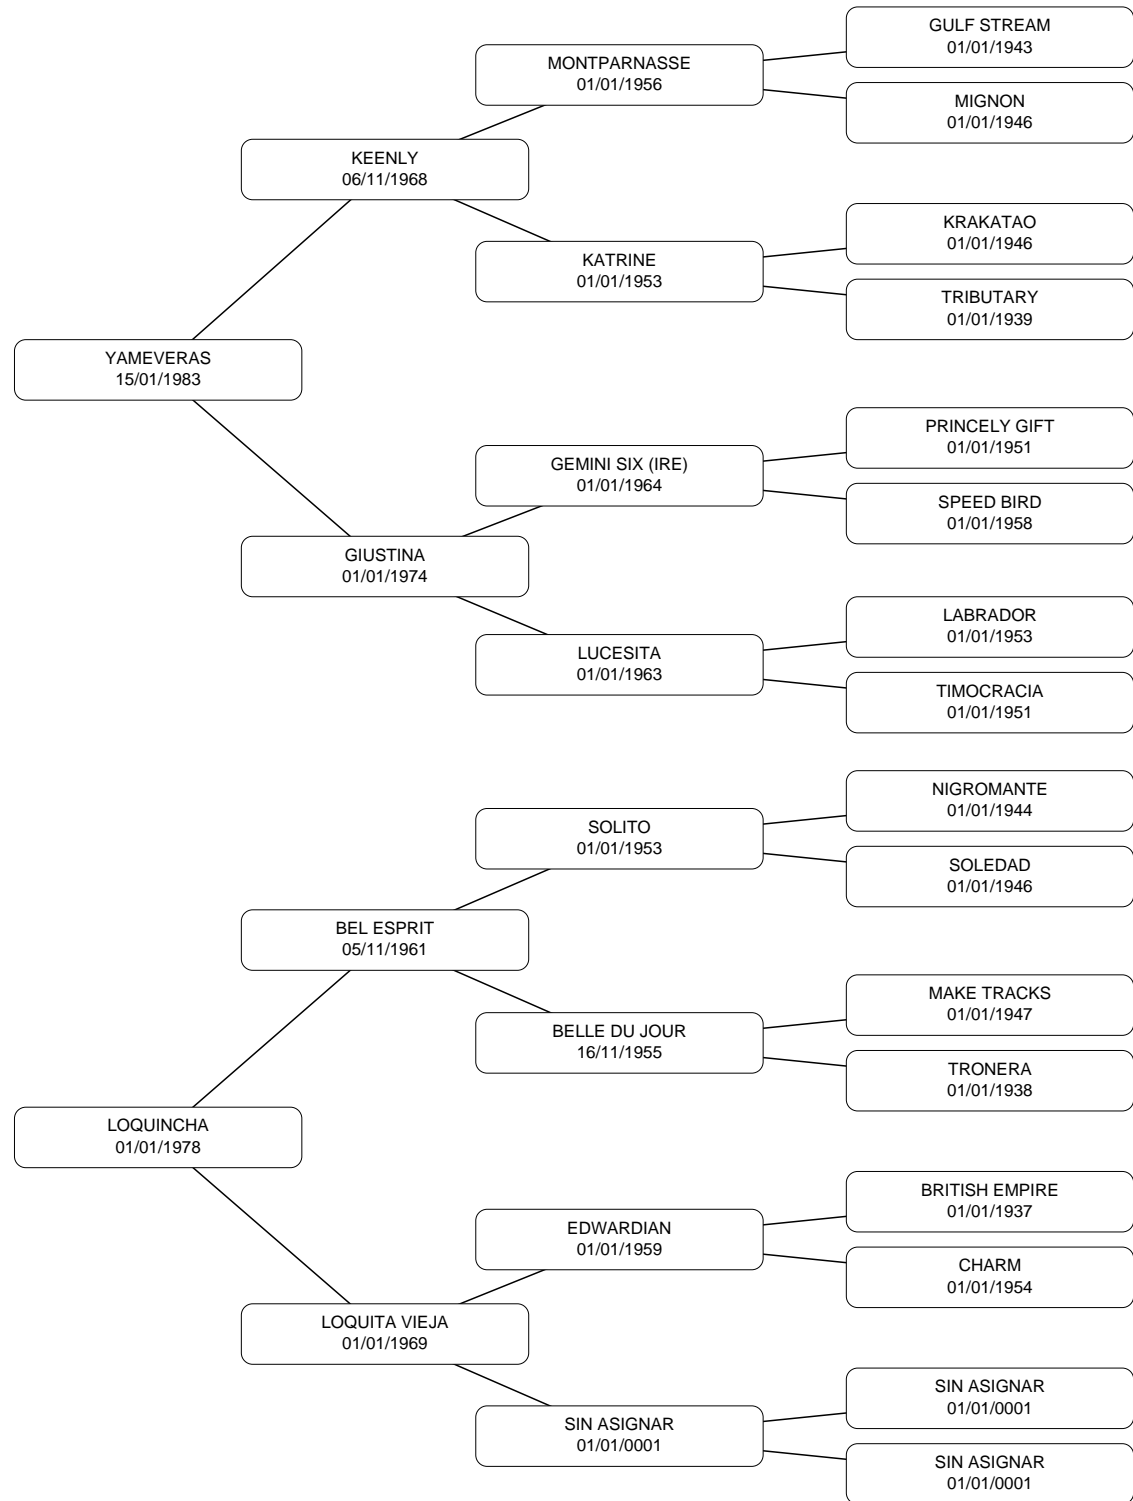 GULF STREAM
01/01/1943
MONTPARNASSE
01/01/1956
MIGNON
01/01/1946
KEENLY
06/11/1968
KRAKATAO
01/01/1946
KATRINE
01/01/1953
TRIBUTARY
01/01/1939
YAMEVERAS
15/01/1983
PRINCELY GIFT
01/01/1951
GEMINI SIX (IRE)
01/01/1964
SPEED BIRD
01/01/1958
GIUSTINA
01/01/1974
LABRADOR
01/01/1953
LUCESITA
01/01/1963
TIMOCRACIA
01/01/1951
NIGROMANTE
01/01/1944
SOLITO
01/01/1953
SOLEDAD
01/01/1946
BEL ESPRIT
05/11/1961
MAKE TRACKS
01/01/1947
BELLE DU JOUR
16/11/1955
TRONERA
01/01/1938
LOQUINCHA
01/01/1978
BRITISH EMPIRE
01/01/1937
EDWARDIAN
01/01/1959
CHARM
01/01/1954
LOQUITA VIEJA
01/01/1969
SIN ASIGNAR
01/01/0001
SIN ASIGNAR
01/01/0001
SIN ASIGNAR
01/01/0001